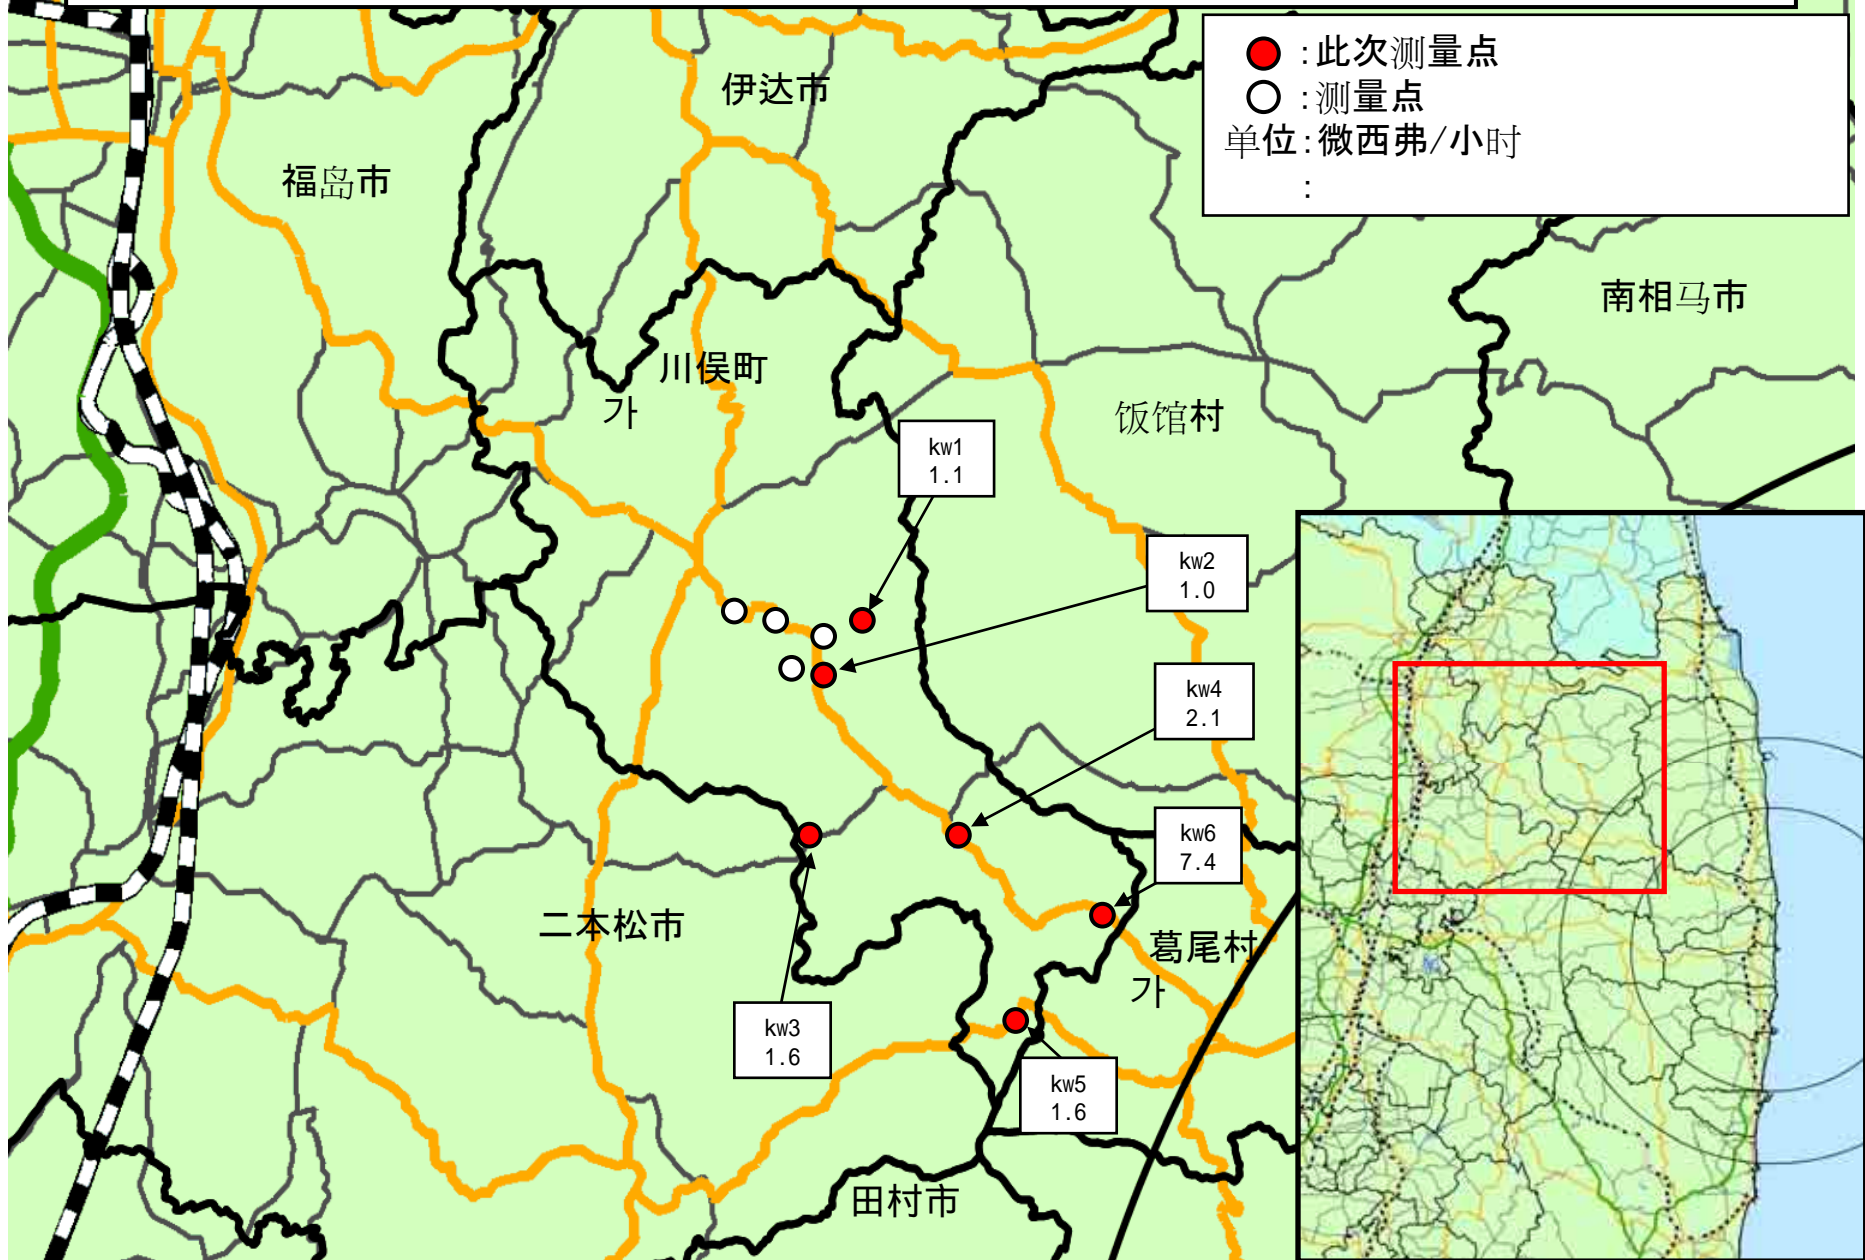 :此次测量点
:测量点
单位:微西弗/小时
:
伊达市
福岛市
南相马市
川俣町
가
饭馆村
kw1
1.1
kw2
1.0
kw4
2.1
kw6
7.4
二本松市
葛尾村
가
kw3
1.6
kw5
1.6
田村市